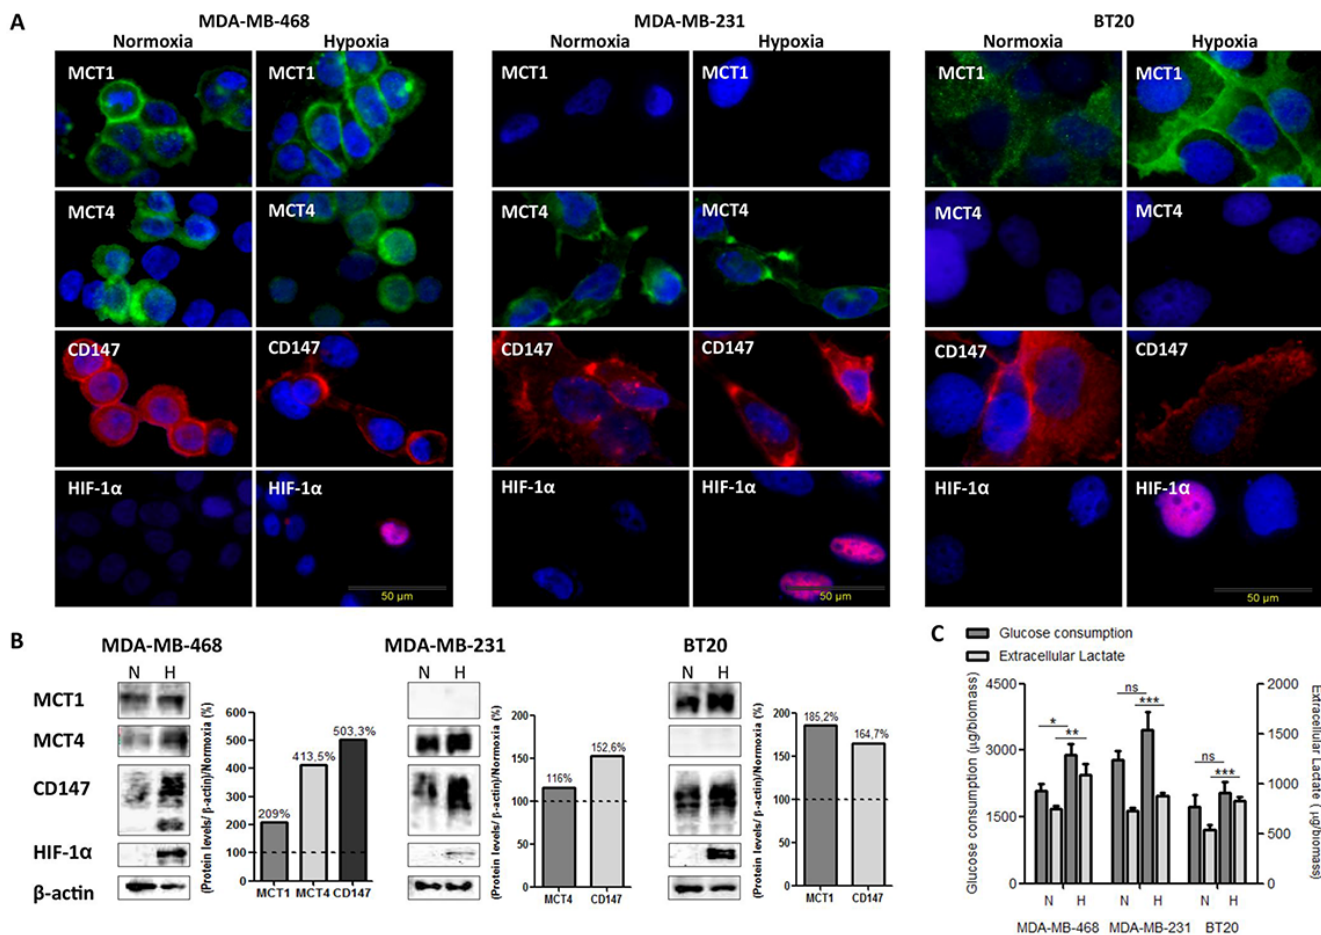 A
MDA-MB-468 MDA-MB-231 BT20
Normoxia Hypoxia Normoxia Hypoxia Normoxia Hypoxia
MCT1 MCT1 MCT1 MCT1 MCT1 MCT1
MCT4 MCT4 MCT4 MCT4 MCT4 MCT4
CD147 CD147 CD147 CD147 CD147 CD147
HIF-1α HIF-1α HIF-1α HIF-1α HIF-1α HIF-1α
50 µm 50 µm 50 µm
B
MDA-MB-468 MDA-MB-231 BT20
N H N H N H
MCT1
MCT4
CD147
HIF-1α
β-actin
(Protein levels/ β-actin)/Normoxia (%)
600
500
400
300
200
100
0
209%
413,5%
503,3%
MCT1 MCT4 CD147
(Protein levels/ β-actin)/Normoxia (%)
200
150
100
50
0
116%
152,6%
MCT4 CD147
(Protein levels/ β-actin)/Normoxia (%)
200
150
100
50
0
185,2%
164,7%
MCT1 CD147
C
Glucose consumption
Extracellular Lactate
Glucose consumption (µg/biomass)
4500
3000
1500
0
* ** ns *** ns ***
2000
1500
1000
500
0
Extracellular Lactate ( µg/biomass)
N H N H N H
MDA-MB-468 MDA-MB-231 BT20